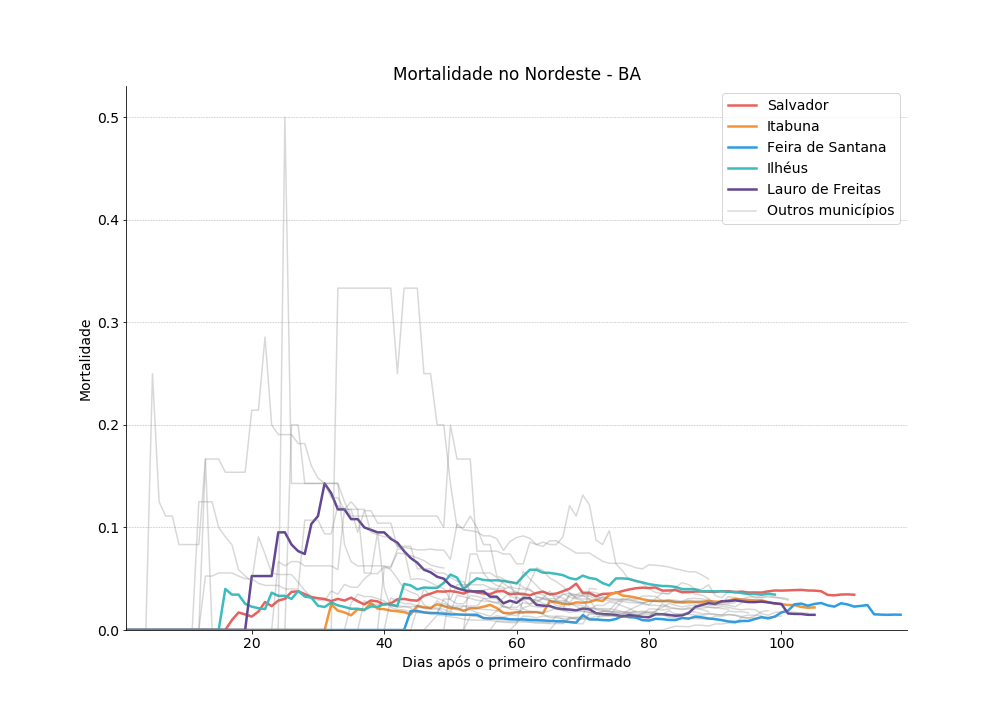 Mortalidade no Nordeste - BA
Salvador
Itabuna
Feira de Santana
Ilhéus
Lauro de Freitas
Outros municípios
0.5
0.4
0.3
0.2
0.1
0.0
Mortalidade
20 40 60 80 100
Dias após o primeiro confirmado